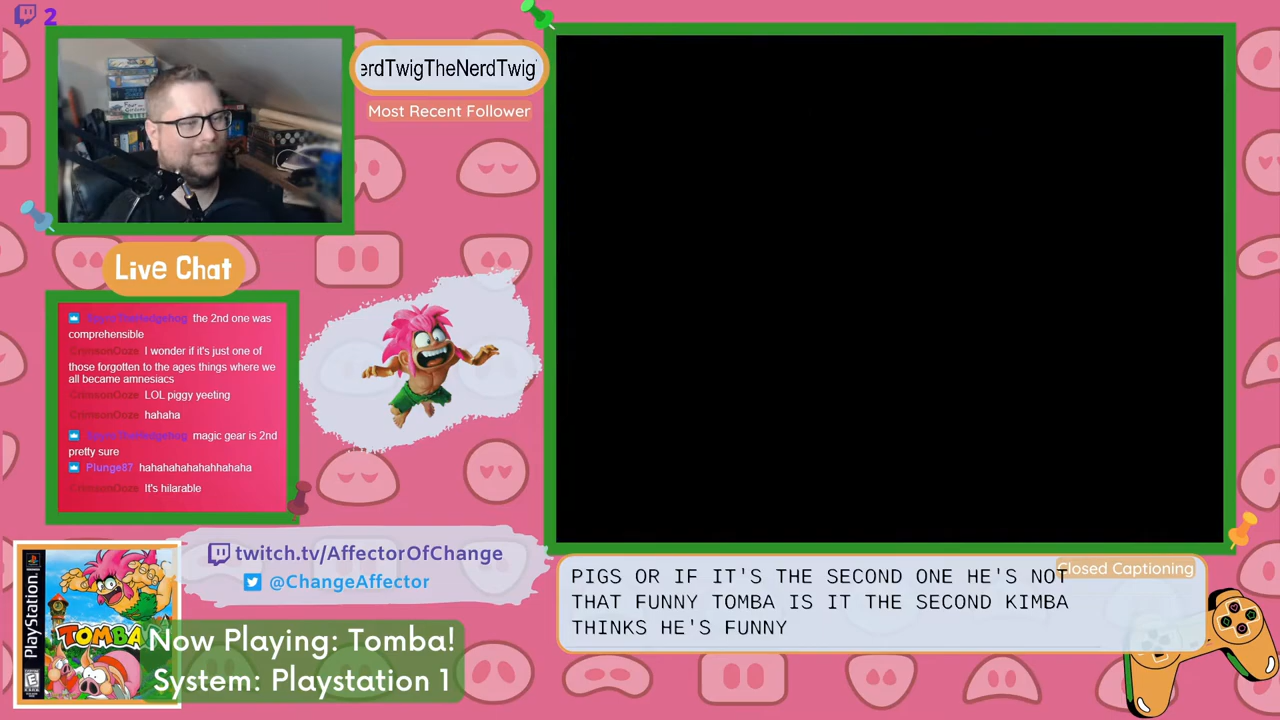 2
erdTwigTheNerdTwig
Most Recent Follower
Live Chat
the 2nd one was
comprehensible
CrimsonOoze I wonder if it's just one of
those forgotten to the ages things where we
all became amnesiacs
CrimsonOoze LOL piggy yeeting
CrimsonOoze hahaha
magic gear is 2nd
pretty sure
Plunge87 hahahahahahahhahaha
CrimsonOoze It's hilarable
twitch.tv/AffectorOfChange
@ChangeAffector
PlayStation
TOMBA
Now Playing: Tomba!
System: Playstation 1
Closed Captioning
PIGS OR IF IT'S THE SECOND ONE HE'S NOT
THAT FUNNY TOMBA IS IT THE SECOND KIMBA
THINKS HE'S FUNNY